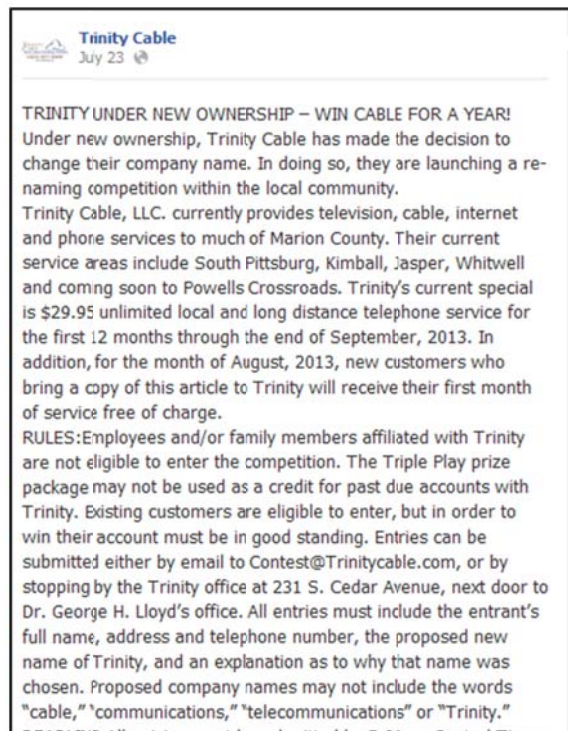 Trinity Cable
July 23
TRINITY UNDER NEW OWNERSHIP – WIN CABLE FOR A YEAR!
Under new ownership, Trinity Cable has made the decision to
change their company name. In doing so, they are launching a re-
naming competition within the local community.
Trinity Cable, LLC. currently provides television, cable, internet
and phone services to much of Marion County. Their current
service areas include South Pittsburg, Kimball, Jasper, Whitwell
and coming soon to Powells Crossroads. Trinity's current special
is $29.95 unlimited local and long distance telephone service for
the first 12 months through the end of September, 2013. In
addition, for the month of August, 2013, new customers who
bring a copy of this article to Trinity will receive their first month
of service free of charge.
RULES:Employees and/or family members affiliated with Trinity
are not eligible to enter the competition. The Triple Play prize
package may not be used as a credit for past due accounts with
Trinity. Existing customers are eligible to enter, but in order to
win their account must be in good standing. Entries can be
submitted either by email to Contest@Trinitycable.com, or by
stopping by the Trinity office at 231 S. Cedar Avenue, next door to
Dr. George H. Lloyd's office. All entries must include the entrant's
full name, address and telephone number, the proposed new
name of Trinity, and an explanation as to why that name was
chosen. Proposed company names may not include the words
"cable," "communications," "telecommunications" or "Trinity."